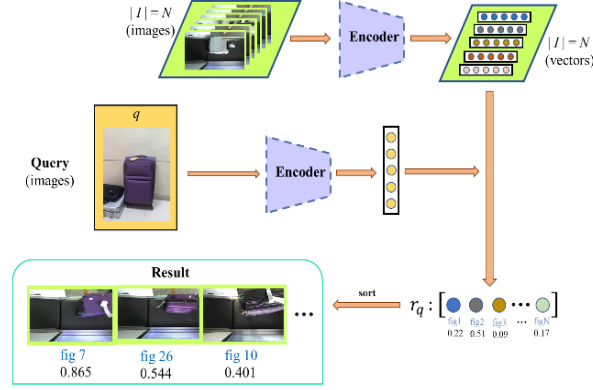 | I | = N
(images)
Encoder
| I | = N
(vectors)
q
Query
(images)
Encoder
Result
fig 7 fig 26 fig 10 ...
0.865 0.544 0.401
sort
r_q : [ ... ]
fig1 fig2 fig3 ... figN
0.22 0.51 0.09 0.17